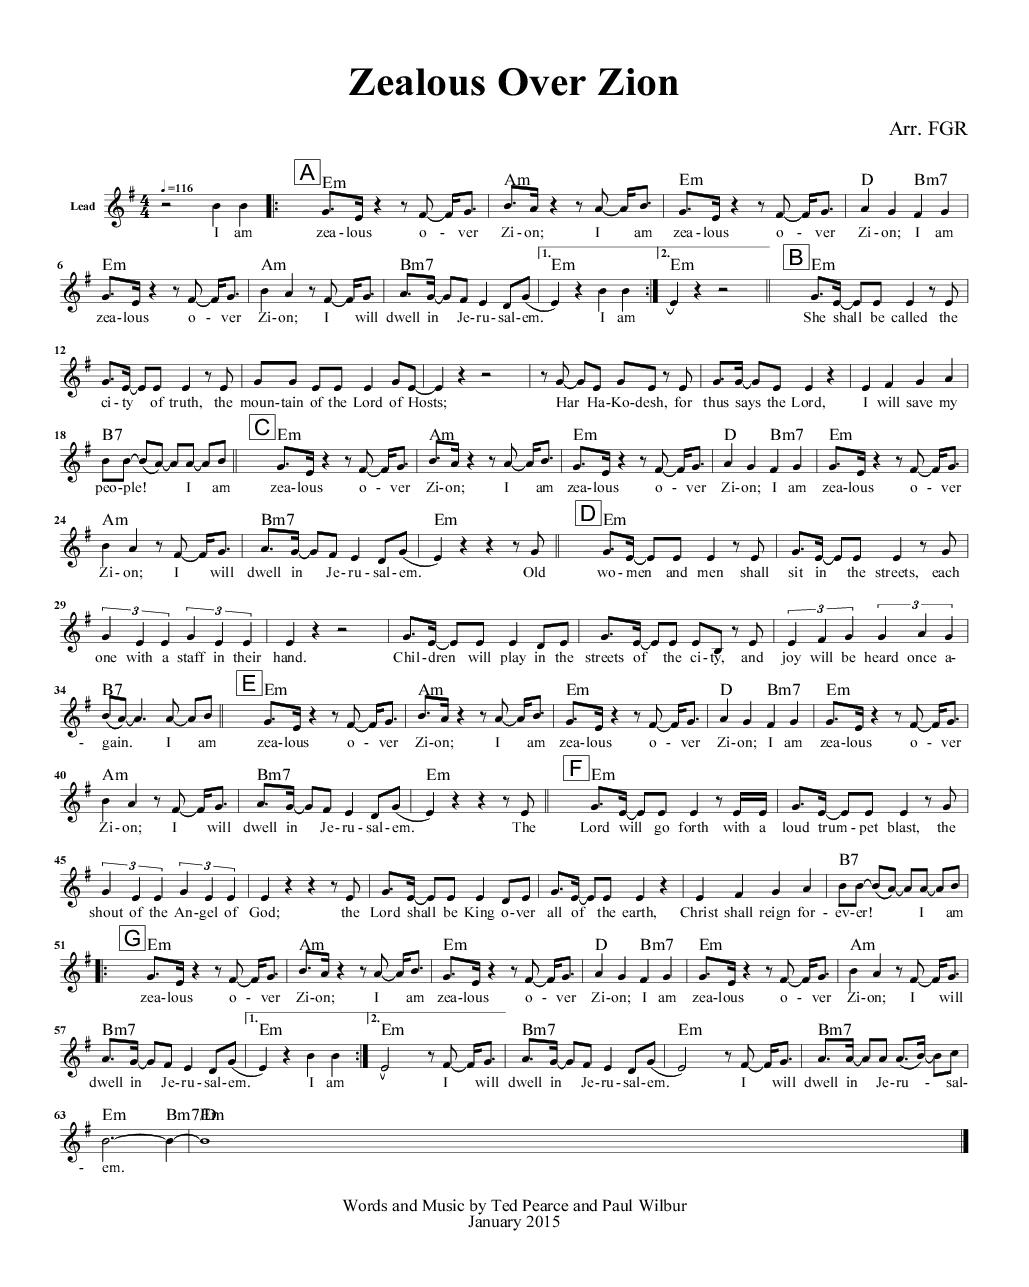 Zealous Over Zion
Arr. FGR
A
♩=116
Em Am Em D Bm7
Lead
4
4
I am zea-lous o-ver Zi-on; I am zea-lous o-ver Zi-on; I am
B
6
Em Am Bm7 1. Em 2. Em Em
zea-lous o-ver Zi-on; I will dwell in Je-ru-sal-em. I am She shall be called the
12
ci-ty of truth, the moun-tain of the Lord of Hosts; Har Ha-Ko-desh, for thus says the Lord, I will save my
C
18
B7 Em Am Em D Bm7 Em
peo-ple! I am zea-lous o-ver Zi-on; I am zea-lous o-ver Zi-on; I am zea-lous o-ver
D
24
Am Bm7 Em Em
Zi-on; I will dwell in Je-ru-sal-em. Old wo-men and men shall sit in the streets, each
29
3 3 3 3
one with a staff in their hand. Chil-dren will play in the streets of the ci-ty, and joy will be heard once a-
E
34
B7 Em Am Em D Bm7 Em
- gain. I am zea-lous o-ver Zi-on; I am zea-lous o-ver Zi-on; I am zea-lous o-ver
F
40
Am Bm7 Em Em
Zi-on; I will dwell in Je-ru-sal-em. The Lord will go forth with a loud trum-pet blast, the
45
3 3 B7
shout of the An-gel of God; the Lord shall be King o-ver all of the earth, Christ shall reign for-ev-er! I am
G
51
Em Am Em D Bm7 Em Am
zea-lous o-ver Zi-on; I am zea-lous o-ver Zi-on; I am zea-lous o-ver Zi-on; I will
57
Bm7 1. Em 2. Em Bm7 Em Bm7
dwell in Je-ru-sal-em. I am I will dwell in Je-ru-sal-em. I will dwell in Je-ru-sal-
63
Em Bm7/D Em
- em.
Words and Music by Ted Pearce and Paul Wilbur
January 2015